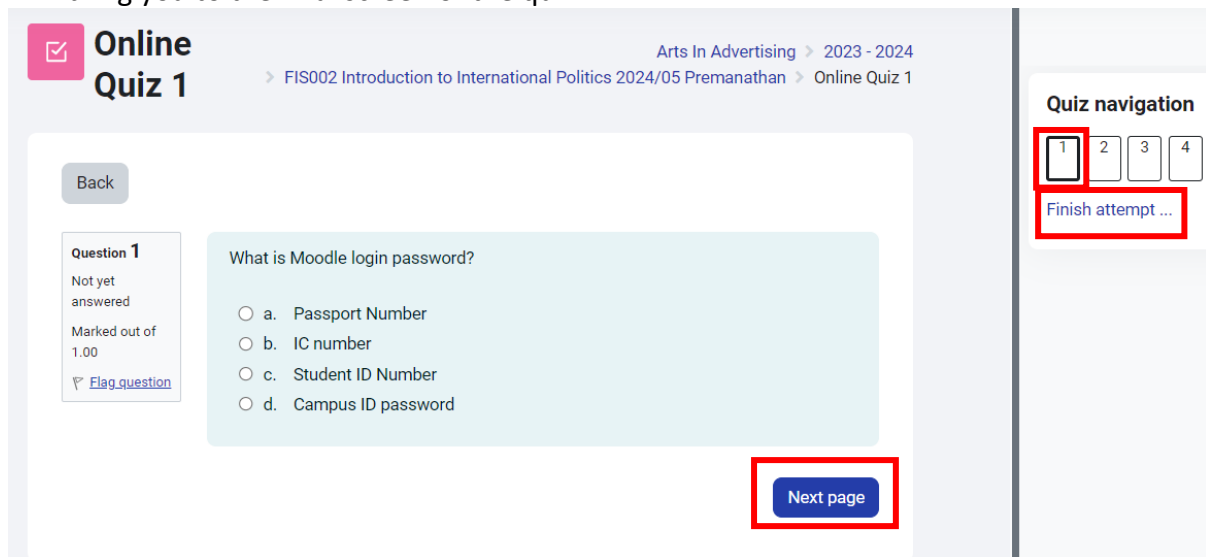 Online
Quiz 1
Arts In Advertising > 2023 - 2024
> FIS002 Introduction to International Politics 2024/05 Premanathan > Online Quiz 1
Back
Question 1
Not yet
answered
Marked out of
1.00
Flag question
What is Moodle login password?
a. Passport Number
b. IC number
c. Student ID Number
d. Campus ID password
Next page
Quiz navigation
1 2 3 4
Finish attempt ...